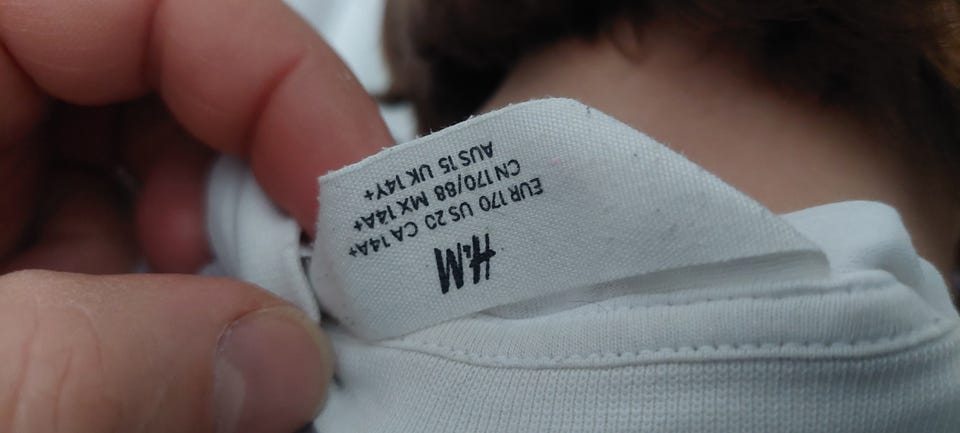 H&M
EUR 170 US 20 CA 14A+
CN 170/88 MX 14A+
AUS 15 UK 14Y+